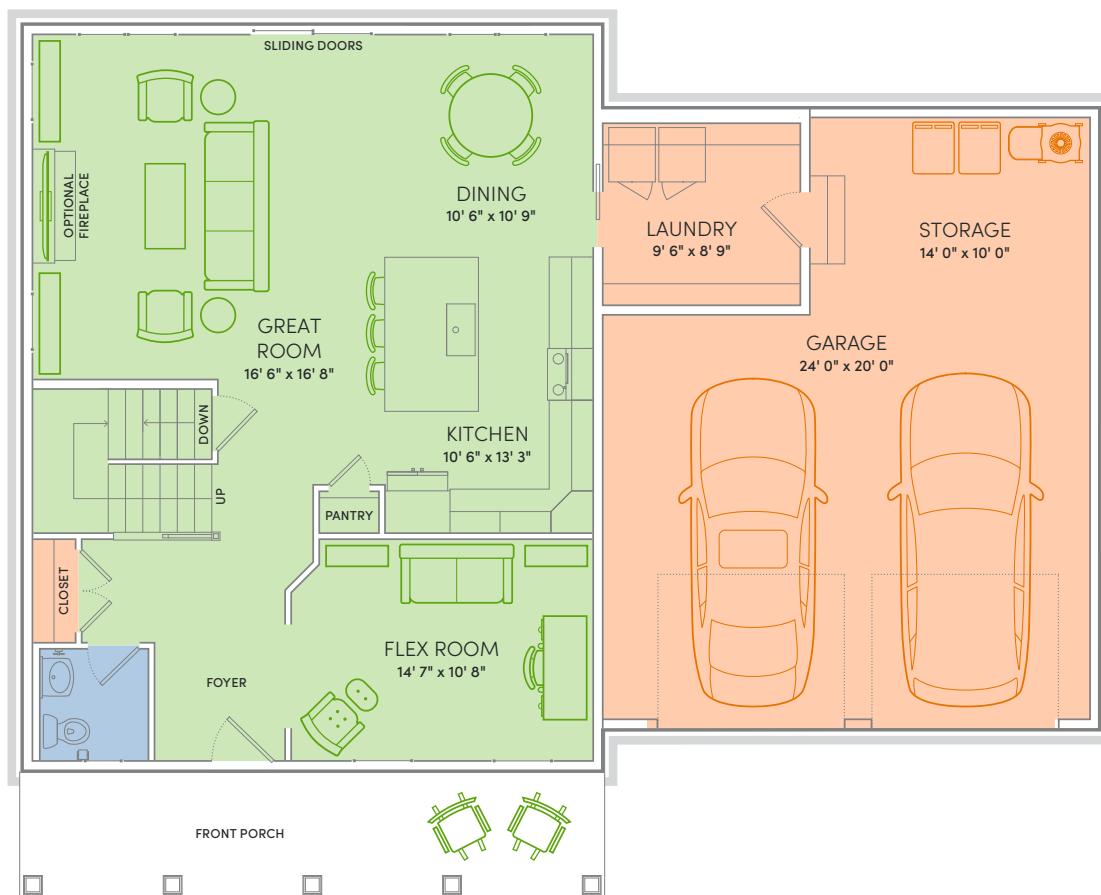 SLIDING DOORS
OPTIONAL
FIREPLACE
DINING
10' 6" x 10' 9"
LAUNDRY
9' 6" x 8' 9"
STORAGE
14' 0" x 10' 0"
GREAT
ROOM
16' 6" x 16' 8"
GARAGE
24' 0" x 20' 0"
DOWN
KITCHEN
10' 6" x 13' 3"
UP
PANTRY
CLOSET
FLEX ROOM
14' 7" x 10' 8"
FOYER
FRONT PORCH